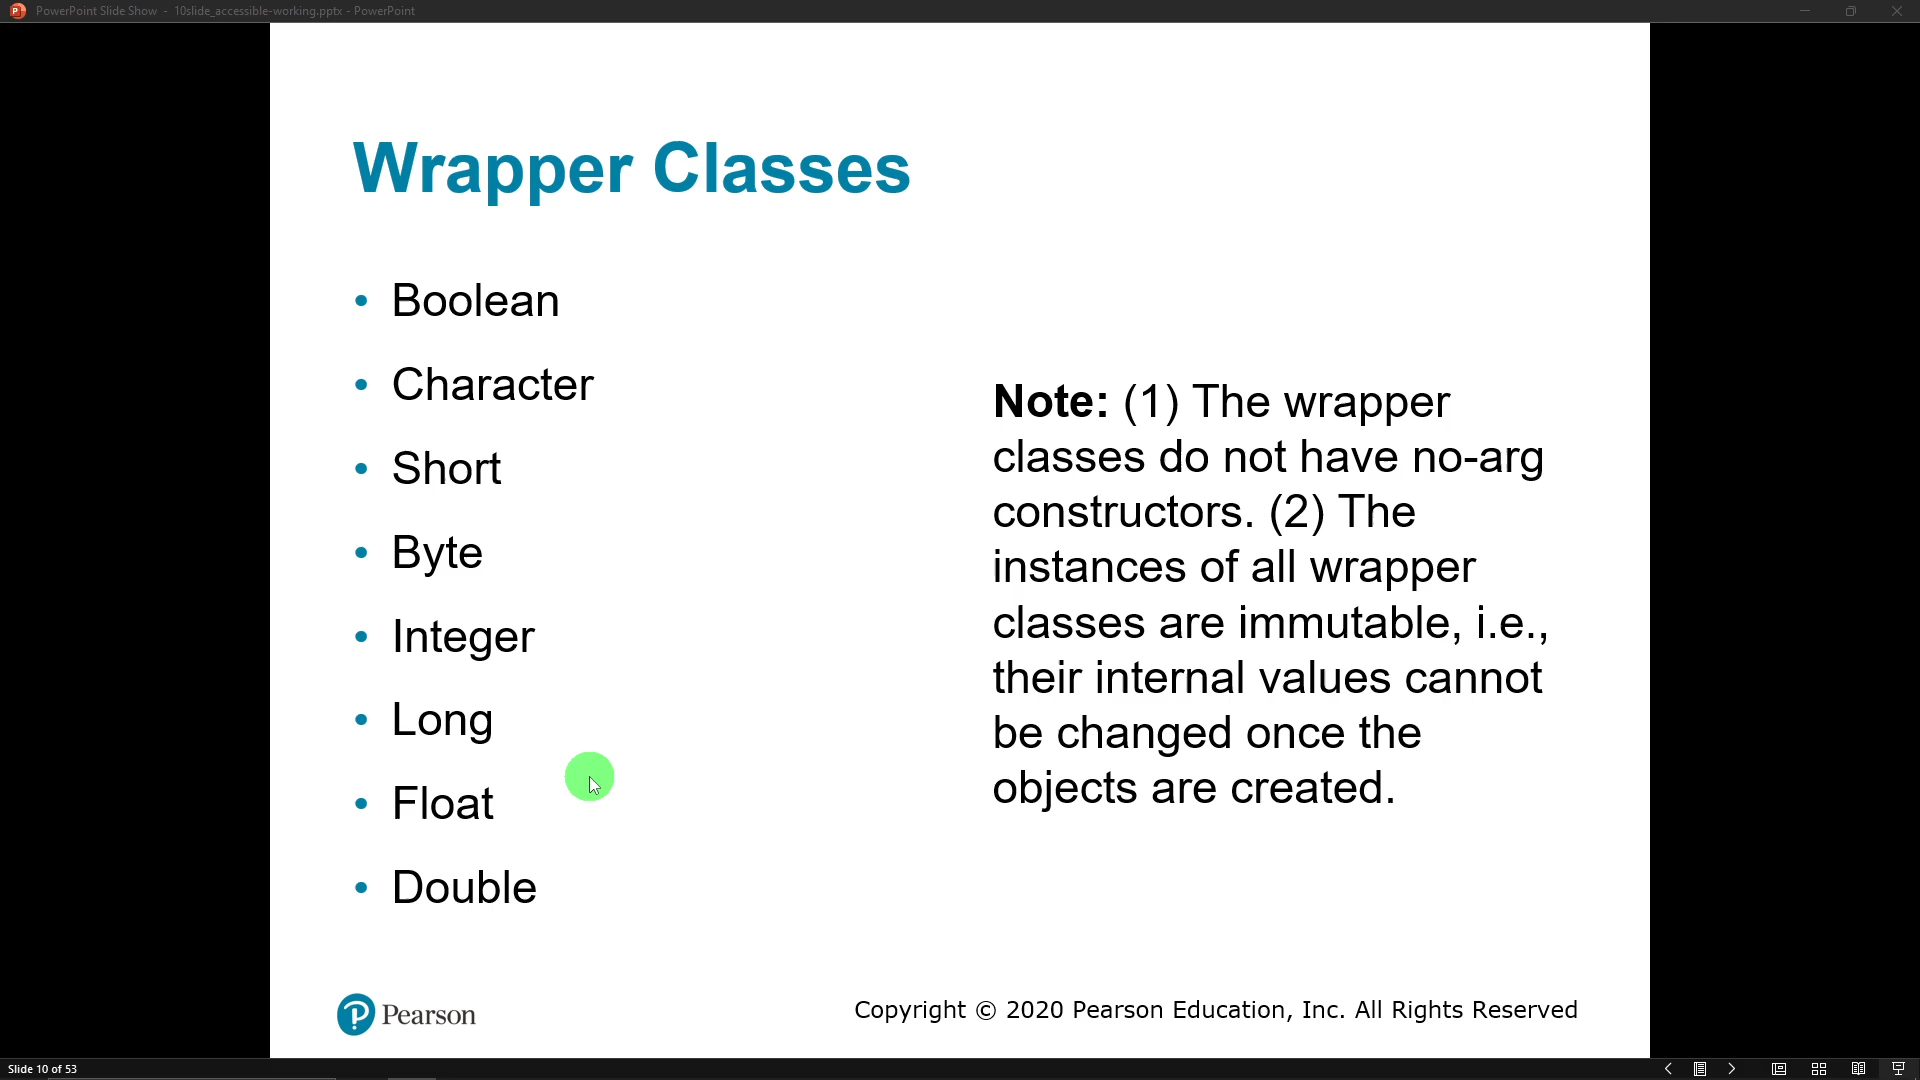 PowerPoint Slide Show - 10slide_accessible-working.pptx - PowerPoint
Wrapper Classes
• Boolean
• Character
• Short
• Byte
• Integer
• Long
• Float
• Double
Note: (1) The wrapper
classes do not have no-arg
constructors. (2) The
instances of all wrapper
classes are immutable, i.e.,
their internal values cannot
be changed once the
objects are created.
Pearson
Copyright © 2020 Pearson Education, Inc. All Rights Reserved
Slide 10 of 53